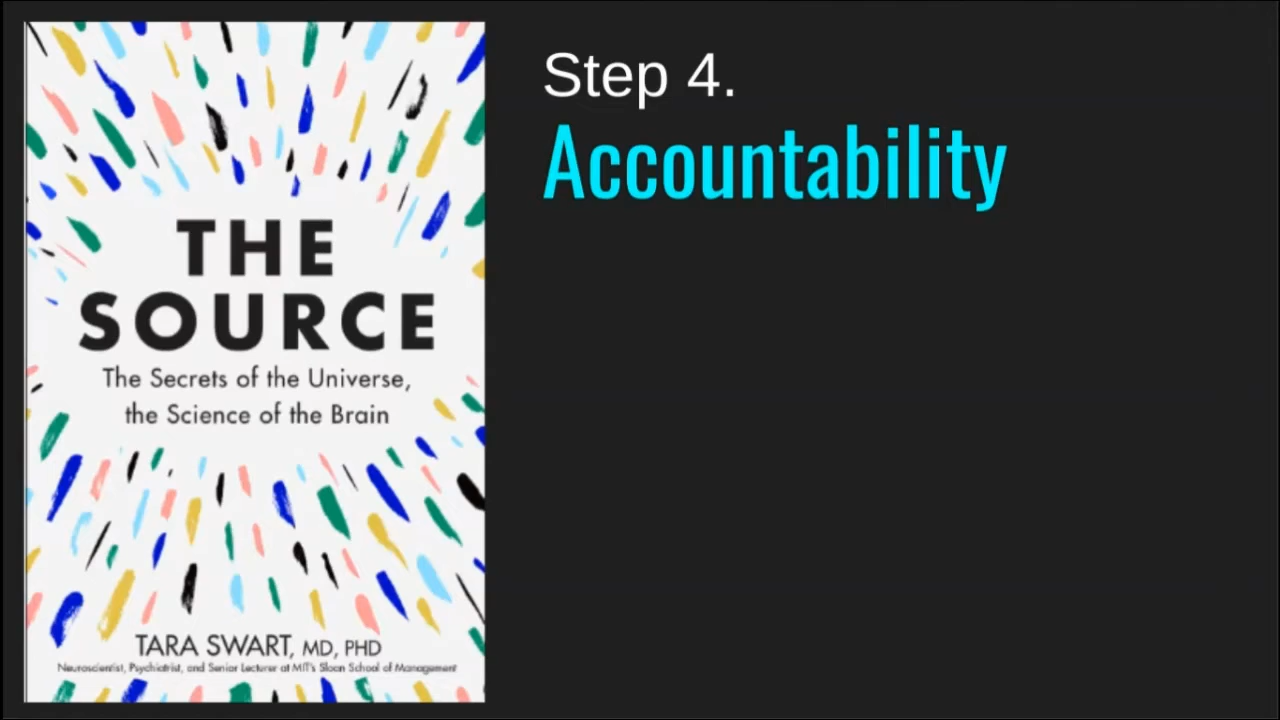 THE
SOURCE
The Secrets of the Universe,
the Science of the Brain
TARA SWART, MD, PHD
Neuroscientist, Psychiatrist, and Senior Lecturer at MIT's Sloan School of Management
Step 4.
Accountability